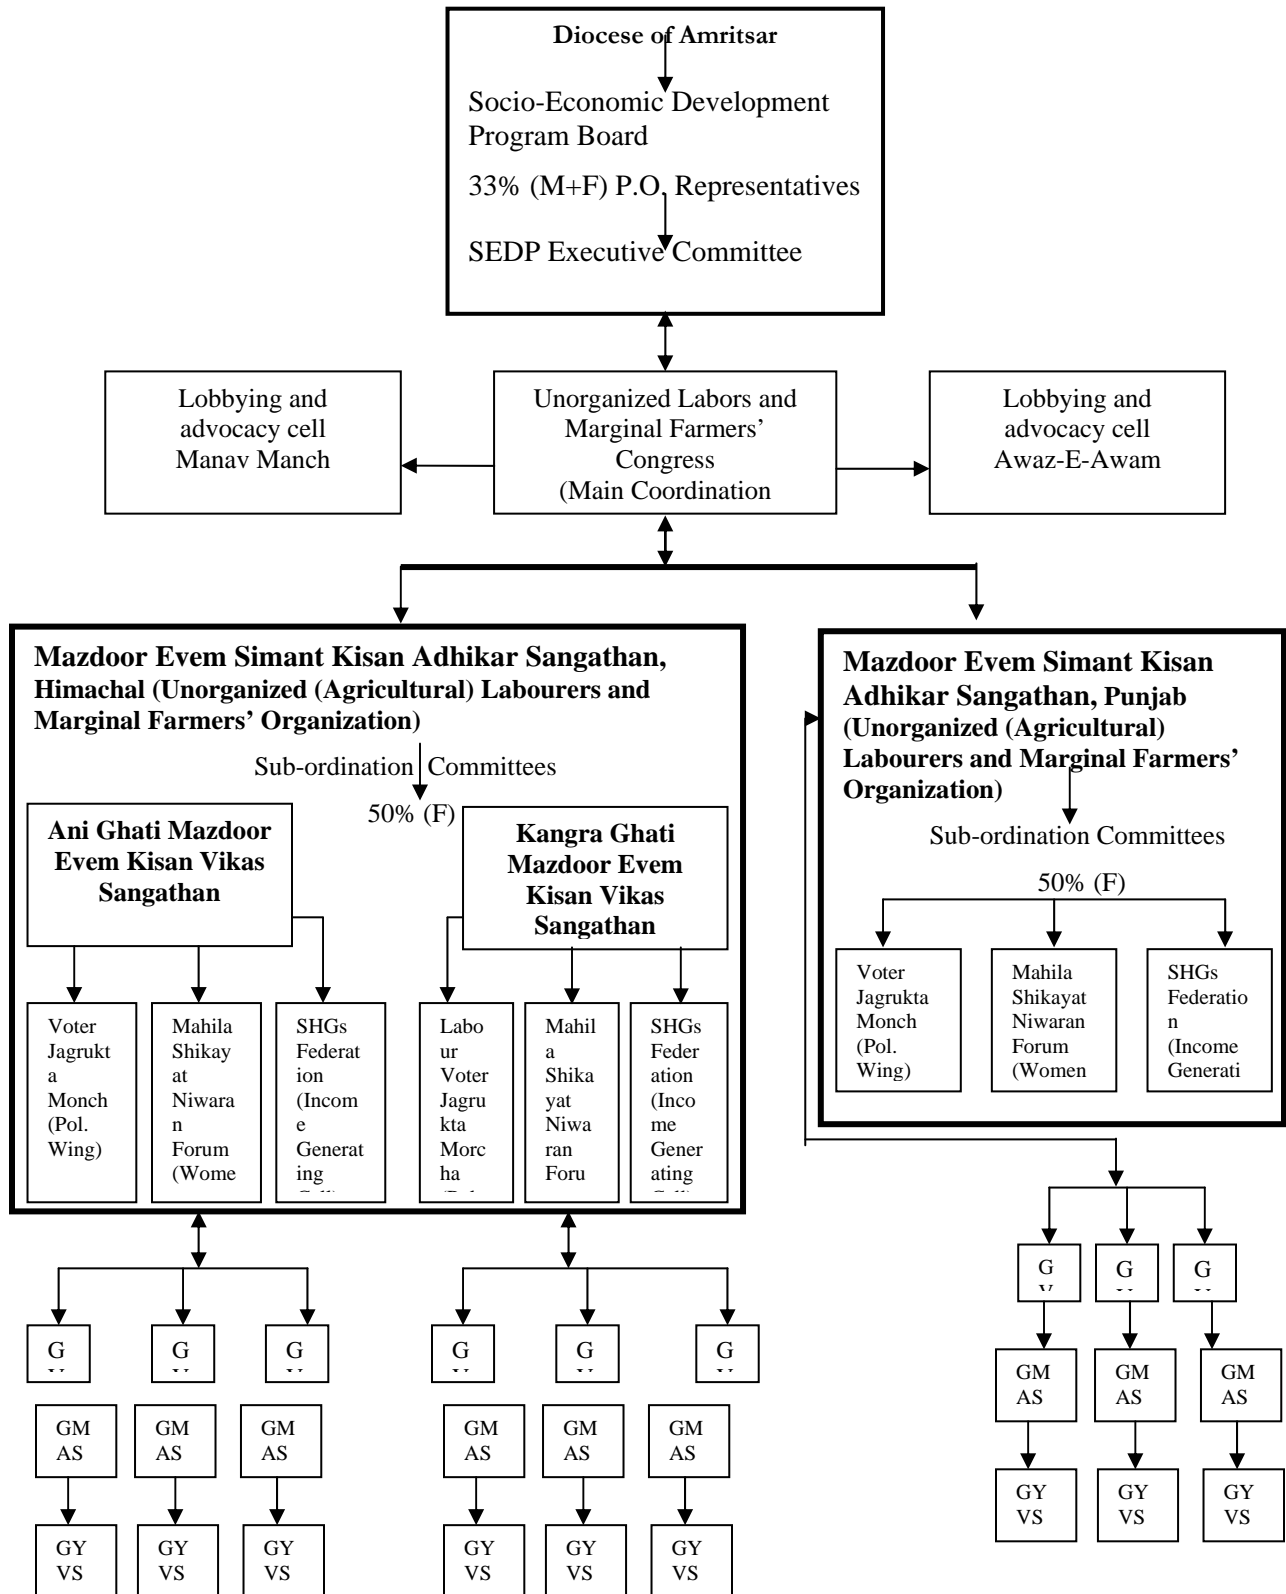 Diocese of Amritsar
Socio-Economic Development
Program Board
33% (M+F) P.O. Representatives
SEDP Executive Committee
Lobbying and
advocacy cell
Manav Manch
Unorganized Labors and
Marginal Farmers’
Congress
(Main Coordination
Lobbying and
advocacy cell
Awaz-E-Awam
Mazdoor Evem Simant Kisan Adhikar Sangathan,
Himachal (Unorganized (Agricultural) Labourers and
Marginal Farmers’ Organization)
Sub-ordination Committees
50% (F)
Ani Ghati Mazdoor
Evem Kisan Vikas
Sangathan
Kangra Ghati
Mazdoor Evem
Kisan Vikas
Sangathan
Voter
Jagrukt
a
Monch
(Pol.
Wing)
Mahila
Shikay
at
Niwara
n
Forum
(Wome
SHGs
Federat
ion
(Incom
e
Generat
ing
Labo
ur
Voter
Jagru
kta
Morc
ha
Mahil
a
Shika
yat
Niwa
ran
Foru
SHGs
Feder
ation
(Inco
me
Gener
ating
Mazdoor Evem Simant Kisan
Adhikar Sangathan, Punjab
(Unorganized (Agricultural)
Labourers and Marginal Farmers’
Organization)
Sub-ordination Committees
50% (F)
Voter
Jagrukta
Monch
(Pol.
Wing)
Mahila
Shikayat
Niwaran
Forum
(Women
SHGs
Federatio
n
(Income
Generati
G
G
G
G
G
G
GM
AS
GM
AS
GM
AS
GM
AS
GM
AS
GM
AS
GY
VS
GY
VS
GY
VS
GY
VS
GY
VS
GY
VS
G
G
G
GM
AS
GM
AS
GM
AS
GY
VS
GY
VS
GY
VS